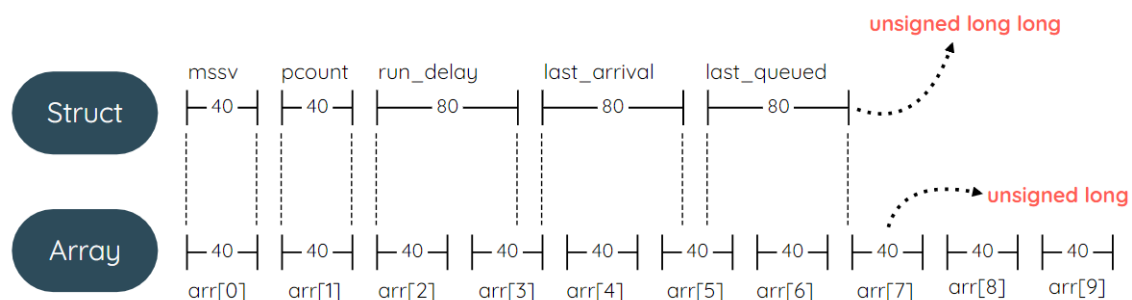 unsigned long long
mssv pcount run_delay last_arrival last_queued
Struct 40 40 80 80 80
unsigned long
Array 40 40 40 40 40 40 40 40 40 40
arr[0] arr[1] arr[2] arr[3] arr[4] arr[5] arr[6] arr[7] arr[8] arr[9]